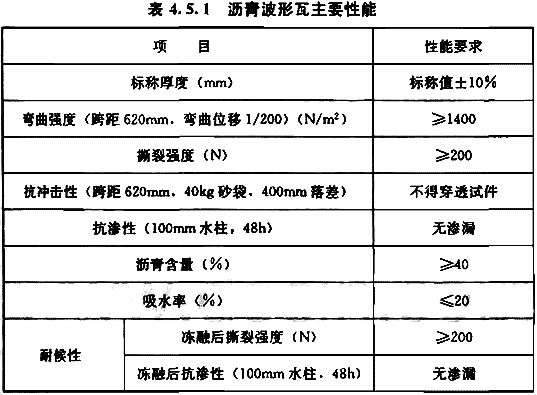 表 4.5.1 沥青波形瓦主要性能
项 目 性能要求
标称厚度（mm） 标称值±10%
弯曲强度（跨距 620mm，弯曲位移 1/200）（N/m²） ≥1400
撕裂强度（N） ≥200
抗冲击性（跨距 620mm，40kg 砂袋，400mm 落差） 不得穿透试件
抗渗性（100mm 水柱，48h） 无渗漏
沥青含量（%） ≥40
吸水率（%） ≤20
耐候性 冻融后撕裂强度（N） ≥200
冻融后抗渗性（100mm 水柱，48h） 无渗漏